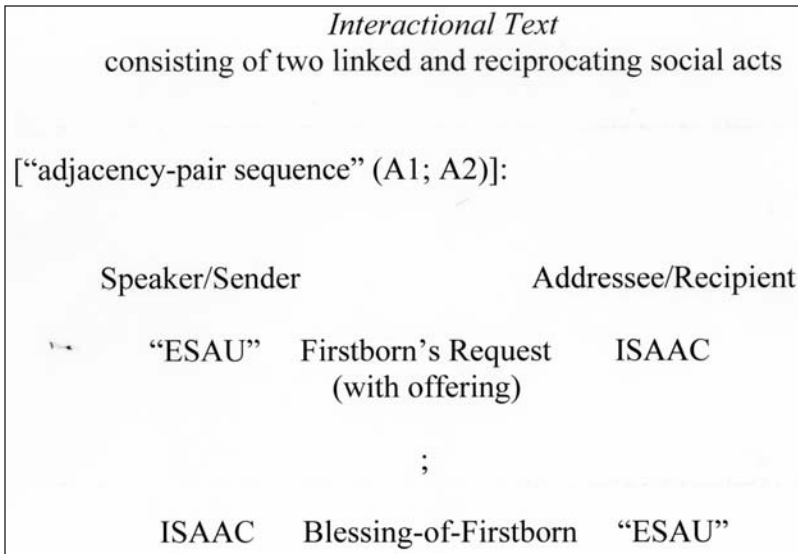 Interactional Text
consisting of two linked and reciprocating social acts
[“adjacency-pair sequence” (A1; A2)]:
Speaker/Sender Addressee/Recipient
“ESAU” Firstborn’s Request ISAAC
(with offering)
;
ISAAC Blessing-of-Firstborn “ESAU”